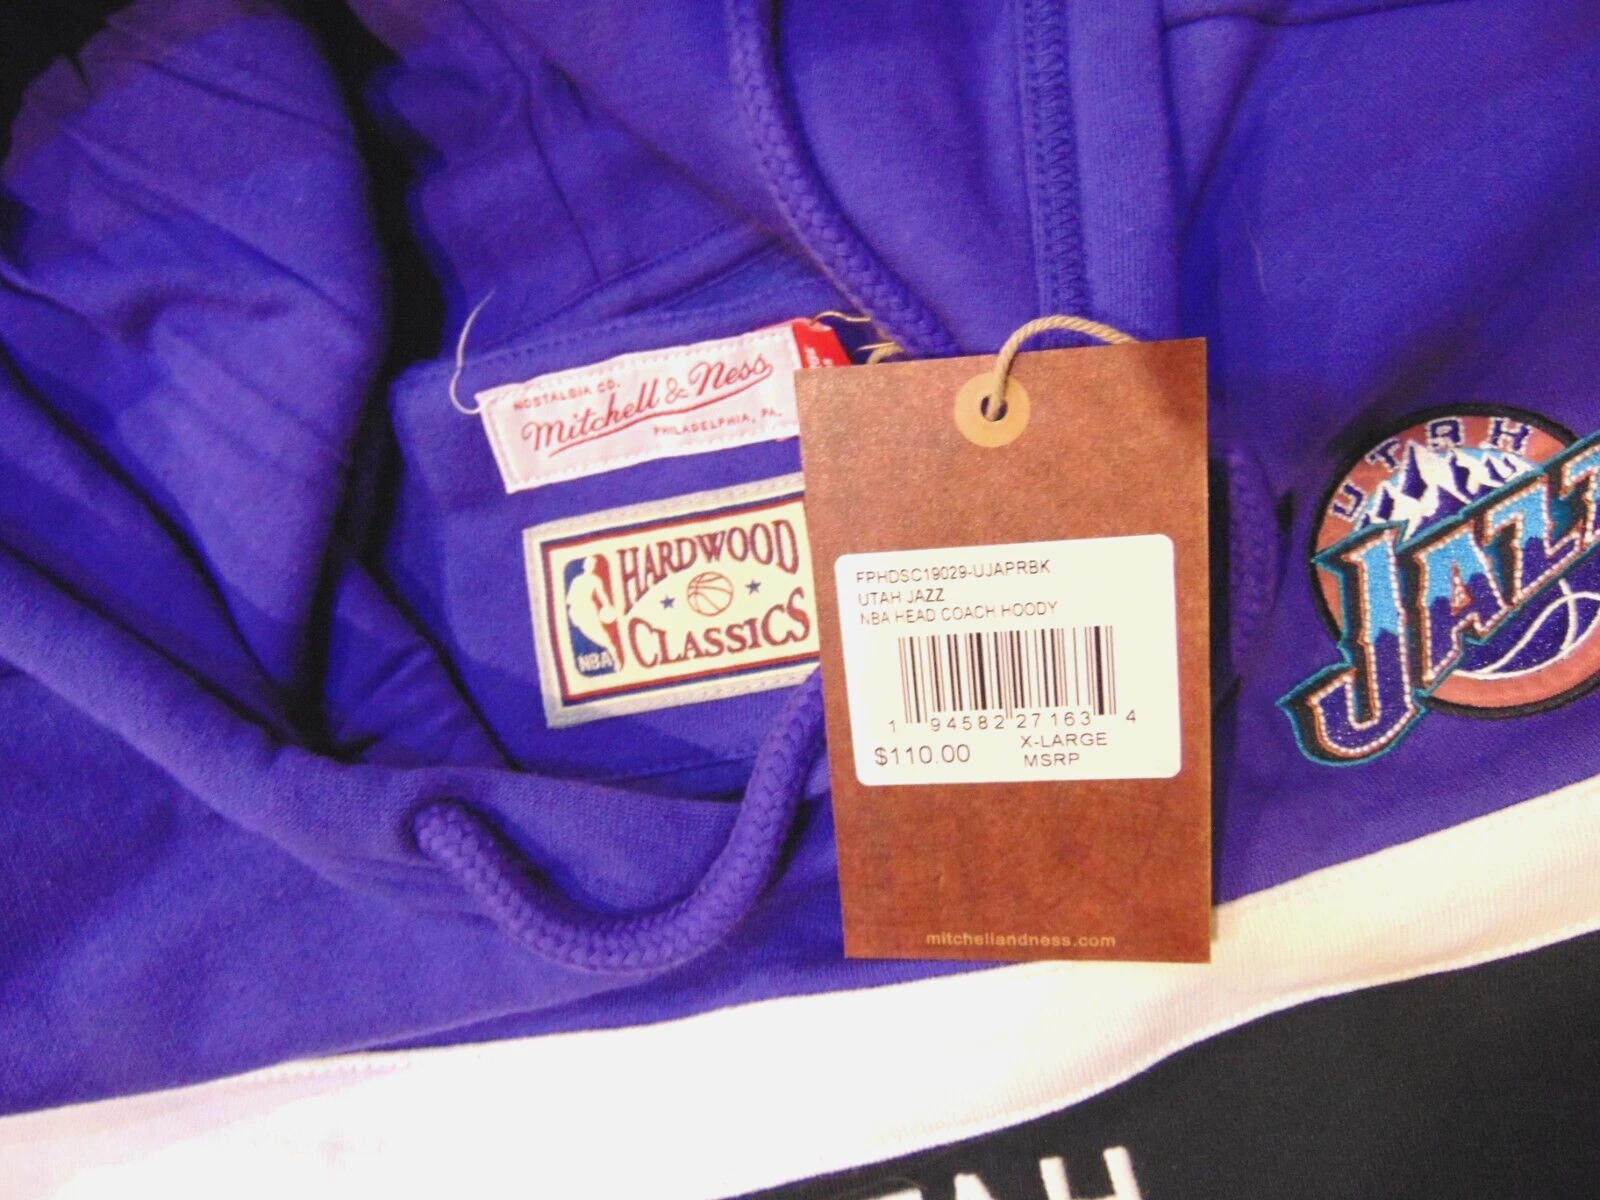 NOSTALGIA CO.
Mitchell & Ness
PHILADELPHIA, PA.
HARDWOOD
CLASSICS
NBA
FPHDSC19029-UJAPRBK
UTAH JAZZ
NBA HEAD COACH HOODY
1 94582 27163 4
$110.00 X-LARGE
MSRP
mitchellandness.com
UTAH
JAZZ
TAH